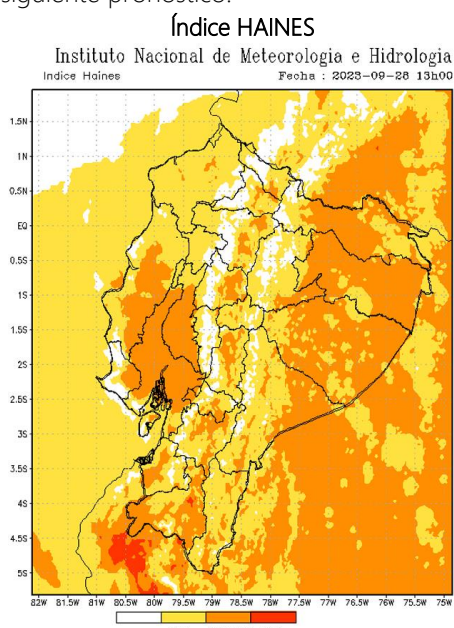 siguiente pronóstico:
Índice HAINES
Instituto Nacional de Meteorologia e Hidrologia
Indice Haines Fecha : 2023-09-28 13h00
1.5N
1N
0.5N
EQ
0.5S
1S
1.5S
2S
2.5S
3S
3.5S
4S
4.5S
5S
82W 81.5W 81W 80.5W 80W 79.5W 79W 78.5W 78W 77.5W 77W 76.5W 76W 75.5W 75W